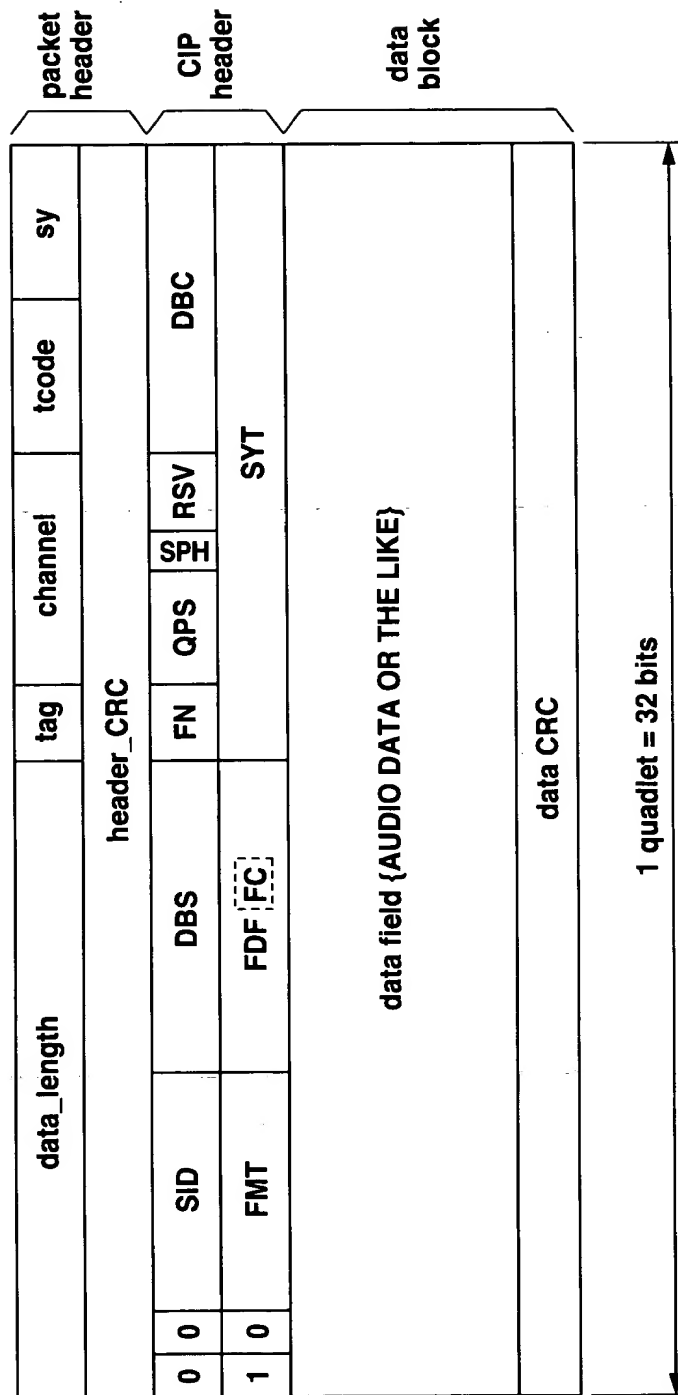 data_length tag channel tcode sy
packet
header
header_CRC
0 0 SID DBS FN QPS SPH RSV DBC
CIP
header
1 0 FMT FDF FC SYT
data field {AUDIO DATA OR THE LIKE}
data
block
data CRC
1 quadlet = 32 bits